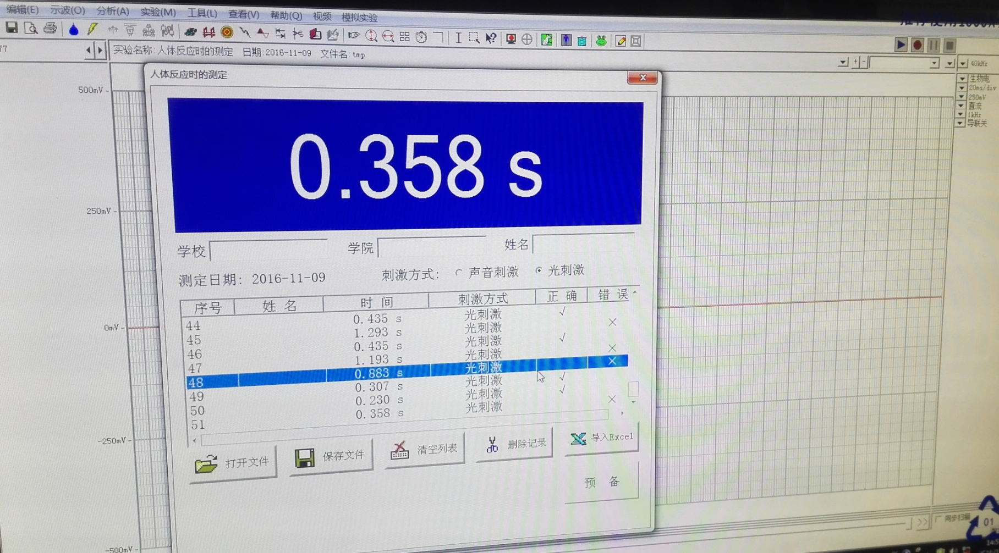 编辑(E) 示波(O) 分析(A) 实验(M) 工具(L) 查看(V) 帮助(Q) 视频 模拟实验
实验名称:人体反应时的测定 日期:2016-11-09 文件名:tmp
40kHz
生物电
20ms/div
250mV
直流
1kHz
导联关
500mV
250mV
0mV
-250mV
-500mV
人体反应时的测定
0.358 s
学校 学院 姓名
测定日期: 2016-11-09 刺激方式: 声音刺激 光刺激
序号 姓 名 时 间 刺激方式 正 确 错 误
44 0.435 s 光刺激 √
45 1.293 s 光刺激 ×
46 0.435 s 光刺激 √
47 1.193 s 光刺激 ×
48 0.883 s 光刺激 ×
49 0.307 s 光刺激 √
50 0.230 s 光刺激 √
51 0.358 s 光刺激 ×
打开文件 保存文件 清空列表 删除记录 导入Excel
预 备
同步扫描
01